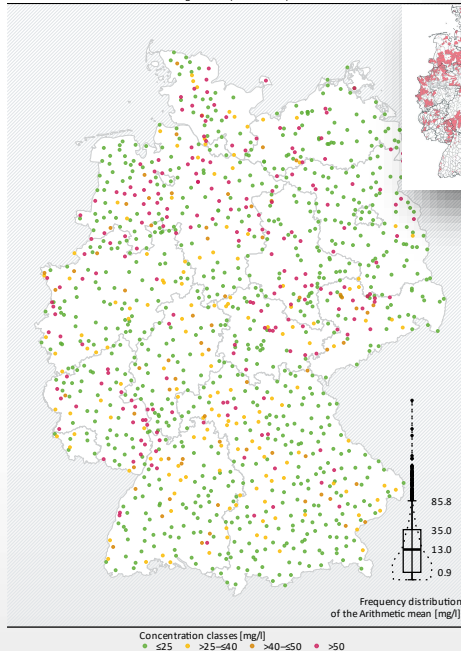 85.8
35.0
13.0
0.9
Frequency distribution
of the Arithmetic mean [mg/l]
Concentration classes [mg/l]
≤25 >25–≤40 >40–≤50 >50